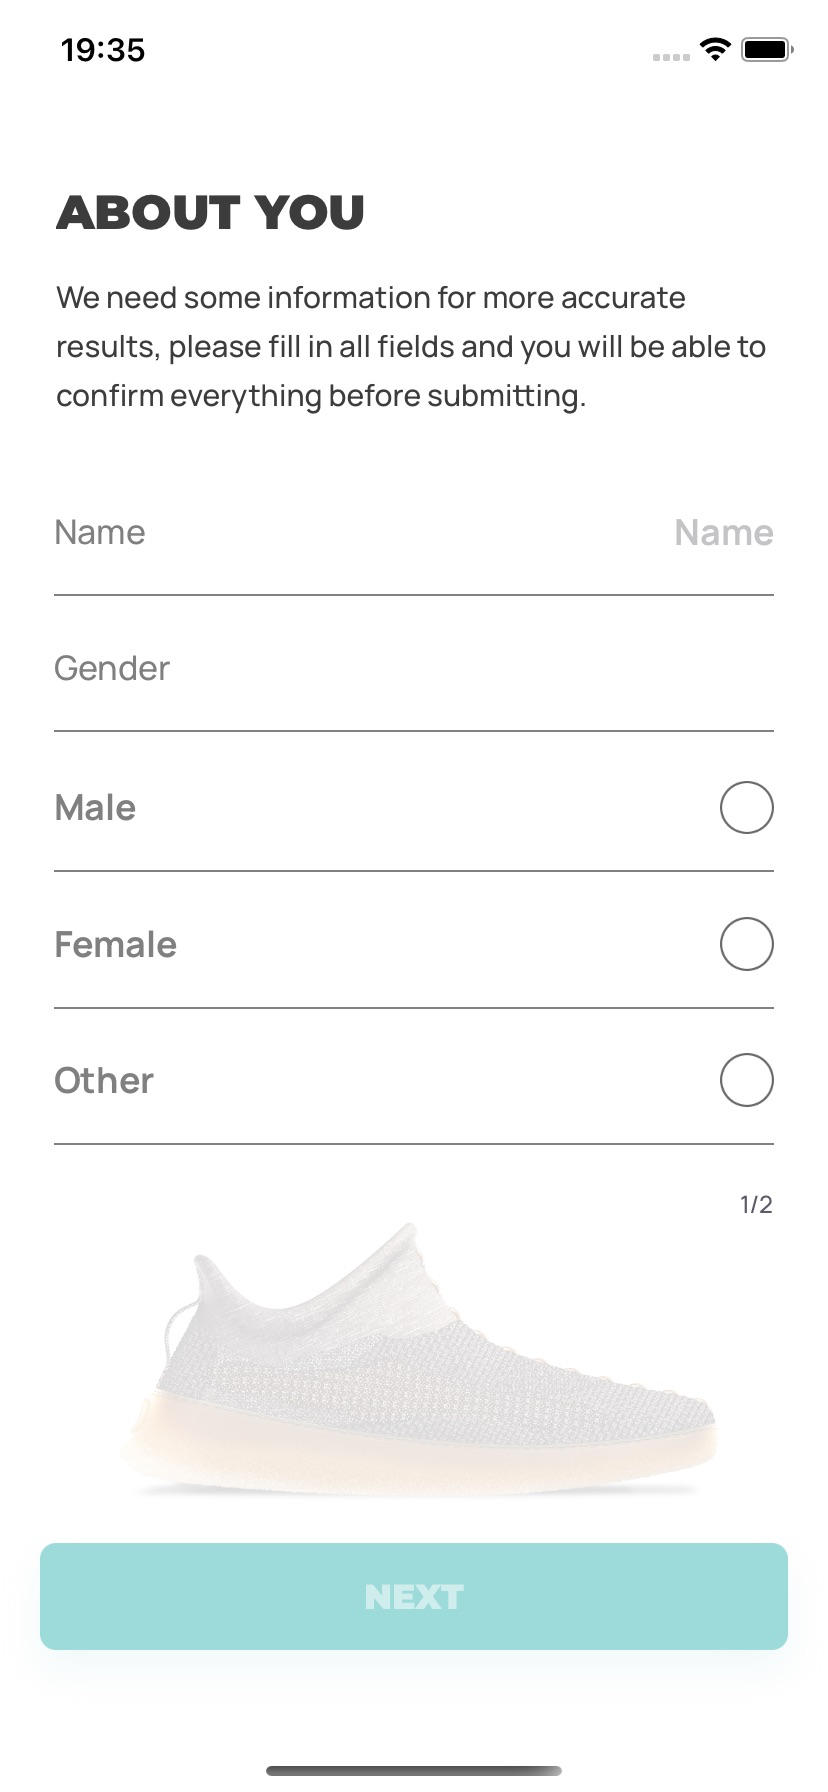 19:35
ABOUT YOU
We need some information for more accurate
results, please fill in all fields and you will be able to
confirm everything before submitting.
Name Name
Gender
Male
Female
Other
1/2
NEXT